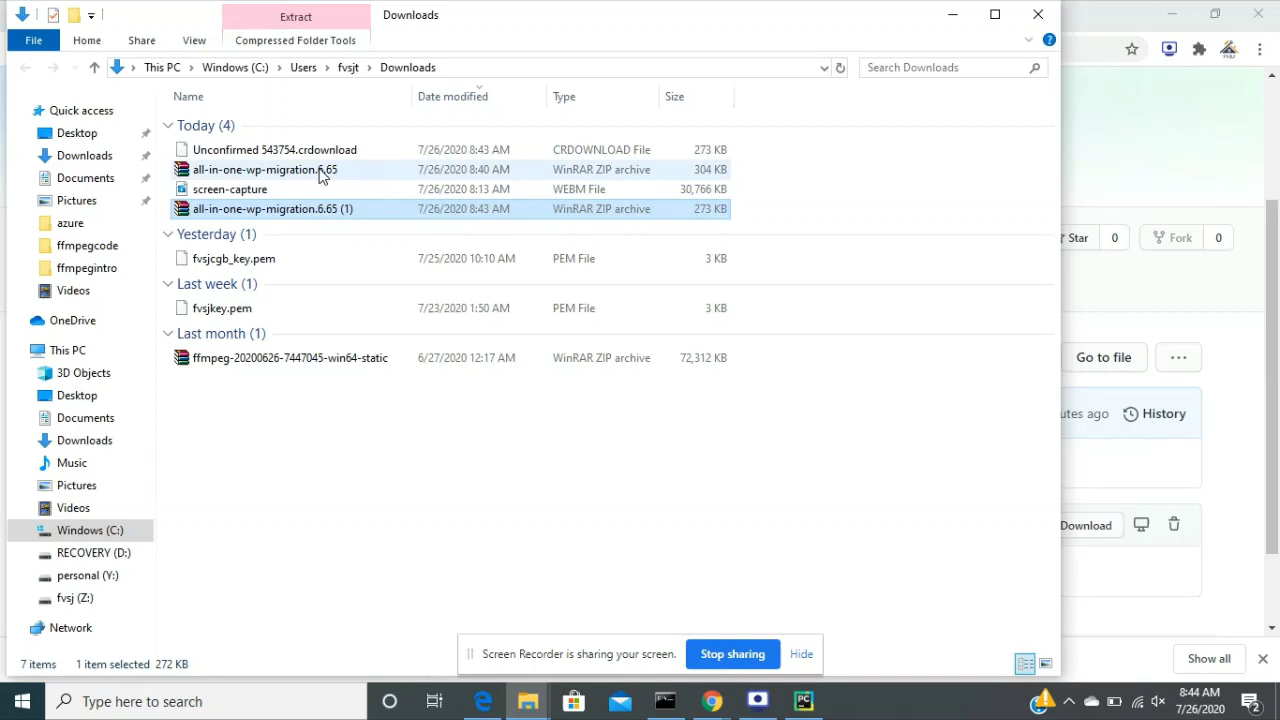 Extract
Downloads
File
Home
Share
View
Compressed Folder Tools
This PC
Windows (C:)
Users
fvsjt
Downloads
Search Downloads
Name
Date modified
Type
Size
Quick access
Desktop
Downloads
Documents
Pictures
azure
ffmpegcode
ffmpegintro
Videos
OneDrive
This PC
3D Objects
Desktop
Documents
Downloads
Music
Pictures
Videos
Windows (C:)
RECOVERY (D:)
personal (Y:)
fvsj (Z:)
Network
Today (4)
Unconfirmed 543754.crdownload 7/26/2020 8:43 AM CRDOWNLOAD File 273 KB
all-in-one-wp-migration.6.65 7/26/2020 8:40 AM WinRAR ZIP archive 304 KB
screen-capture 7/26/2020 8:13 AM WEBM File 30,766 KB
all-in-one-wp-migration.6.65 (1) 7/26/2020 8:43 AM WinRAR ZIP archive 273 KB
Yesterday (1)
fvsjcgb_key.pem 7/25/2020 10:10 AM PEM File 3 KB
Last week (1)
fvsjkey.pem 7/23/2020 1:50 AM PEM File 3 KB
Last month (1)
ffmpeg-20200626-7447045-win64-static 6/27/2020 12:17 AM WinRAR ZIP archive 72,312 KB
7 items 1 item selected 272 KB
Star 0
Fork 0
Go to file
utes ago
History
Download
Screen Recorder is sharing your screen.
Stop sharing
Hide
Show all
Type here to search
PC
8:44 AM
7/26/2020
2